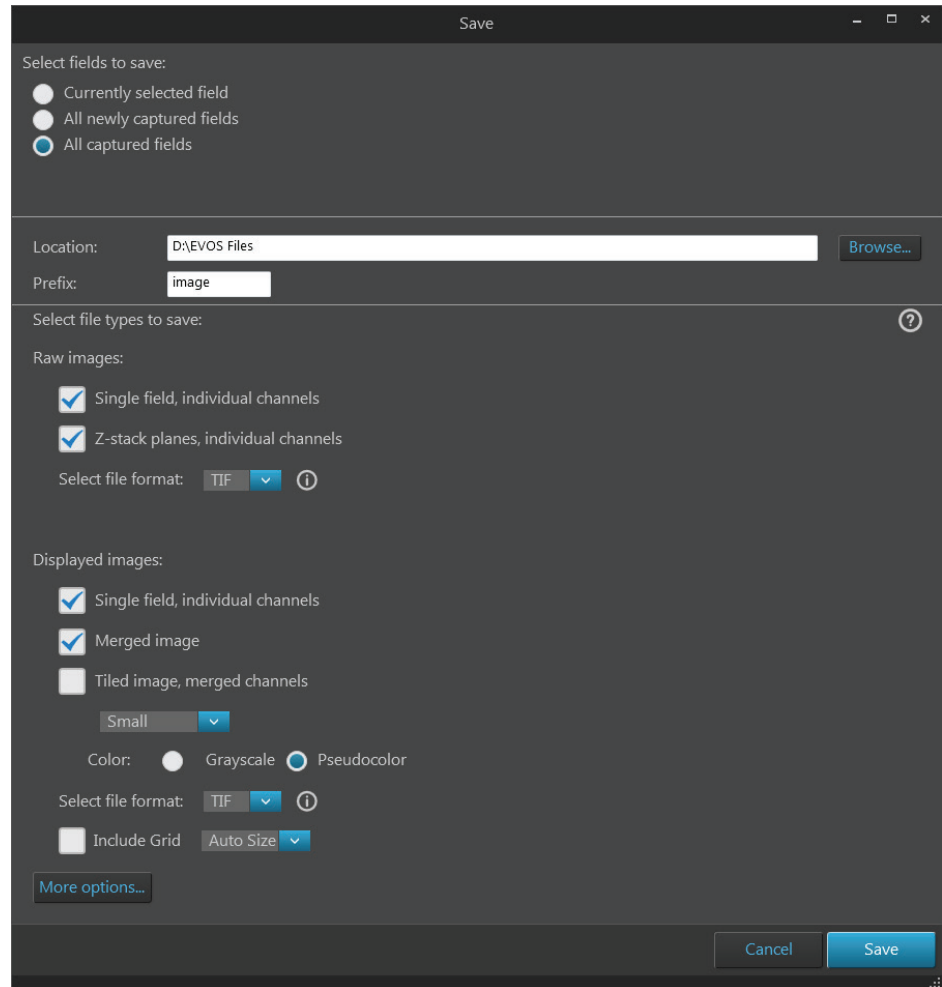 Save
Select fields to save:
Currently selected field
All newly captured fields
All captured fields
Location: D:\EVOS Files Browse...
Prefix: image
Select file types to save: ?
Raw images:
Single field, individual channels
Z-stack planes, individual channels
Select file format: TIF i
Displayed images:
Single field, individual channels
Merged image
Tiled image, merged channels
Small
Color: Grayscale Pseudocolor
Select file format: TIF i
Include Grid Auto Size
More options...
Cancel Save